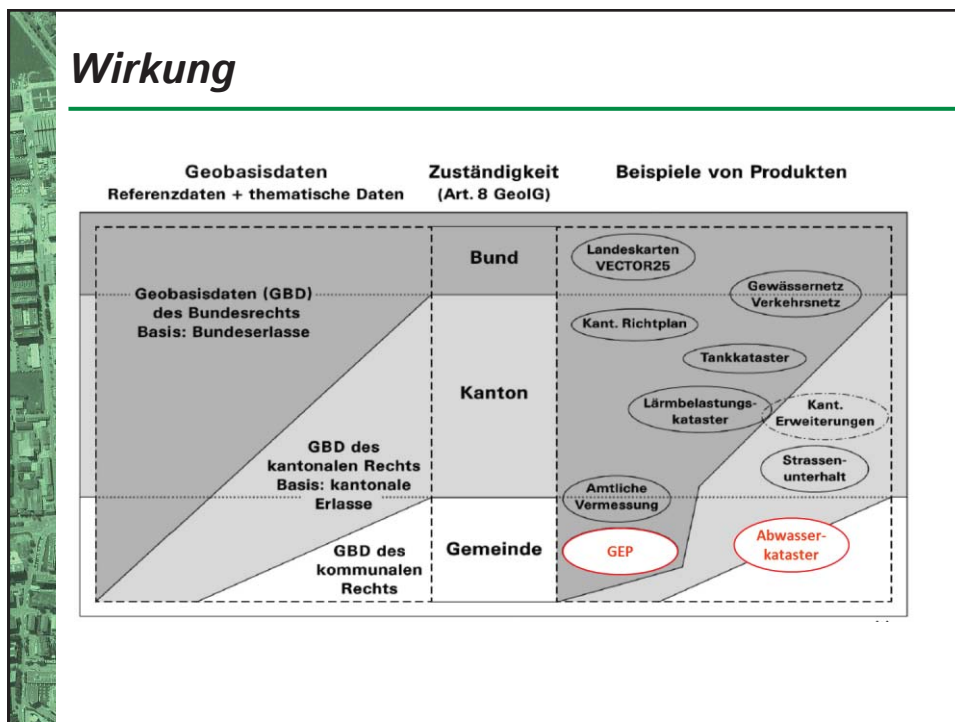 Wirkung
Geobasisdaten
Referenzdaten + thematische Daten
Zuständigkeit
(Art. 8 GeoIG)
Beispiele von Produkten
Geobasisdaten (GBD)
des Bundesrechts
Basis: Bundeserlasse
GBD des
kantonalen Rechts
Basis: kantonale
Erlasse
GBD des
kommunalen
Rechts
Bund
Kanton
Gemeinde
Landeskarten
VECTOR25
Gewässernetz
Verkehrsnetz
Kant. Richtplan
Tankkataster
Lärmbelastungs-
kataster
Kant.
Erweiterungen
Strassen-
unterhalt
Amtliche
Vermessung
GEP
Abwasser-
kataster